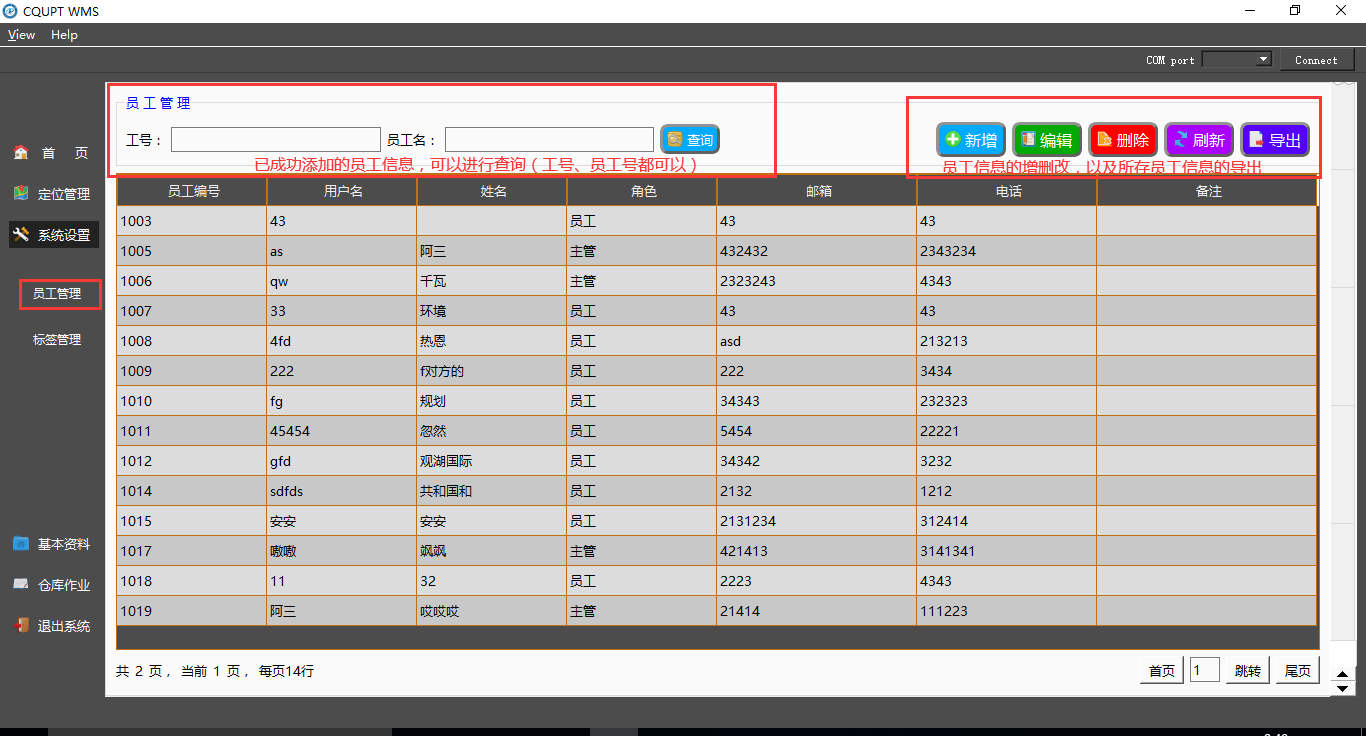 CQUPT WMS
View Help
COM port Connect
首 页
定位管理
系统设置
员工管理
标签管理
基本资料
仓库作业
退出系统
员工管理
工号： 员工名： 查询
新增 编辑 删除 刷新 导出
已成功添加的员工信息，可以进行查询（工号、员工号都可以）
员工信息的增删改，以及所存员工信息的导出
员工编号 用户名 姓名 角色 邮箱 电话 备注
1003 43 员工 43 43
1005 as 阿三 主管 432432 2343234
1006 qw 千瓦 主管 2323243 4343
1007 33 环境 员工 43 43
1008 4fd 热恩 员工 asd 213213
1009 222 f对方的 员工 222 3434
1010 fg 规划 员工 34343 232323
1011 45454 忽然 员工 5454 22221
1012 gfd 观湖国际 员工 34342 3232
1014 sdfds 共和国和 员工 2132 1212
1015 安安 安安 员工 2131234 312414
1017 嗷嗷 飒飒 主管 421413 3141341
1018 11 32 员工 2223 4343
1019 阿三 哎哎哎 主管 21414 111223
共 2 页， 当前 1 页， 每页14行
首页 1 跳转 尾页